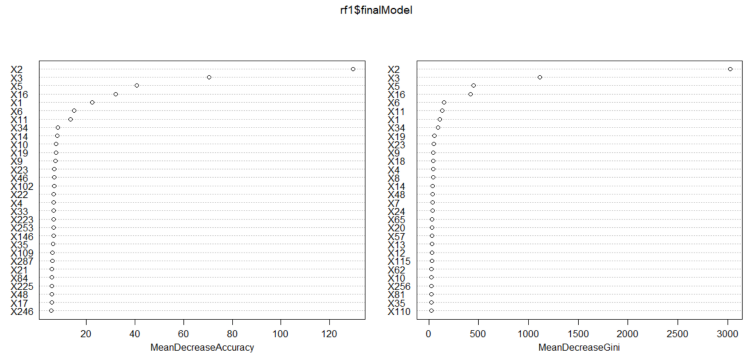 rf1$finalModel
X2
X3
X5
X16
X1
X6
X11
X34
X14
X10
X19
X9
X23
X46
X102
X22
X4
X33
X223
X253
X146
X35
X109
X287
X21
X84
X225
X48
X17
X246
20 40 60 80 100 120
MeanDecreaseAccuracy
X2
X3
X5
X16
X6
X11
X1
X34
X19
X23
X9
X18
X4
X8
X14
X48
X7
X24
X65
X20
X57
X13
X12
X115
X62
X10
X256
X81
X35
X110
0 500 1000 1500 2000 2500 3000
MeanDecreaseGini